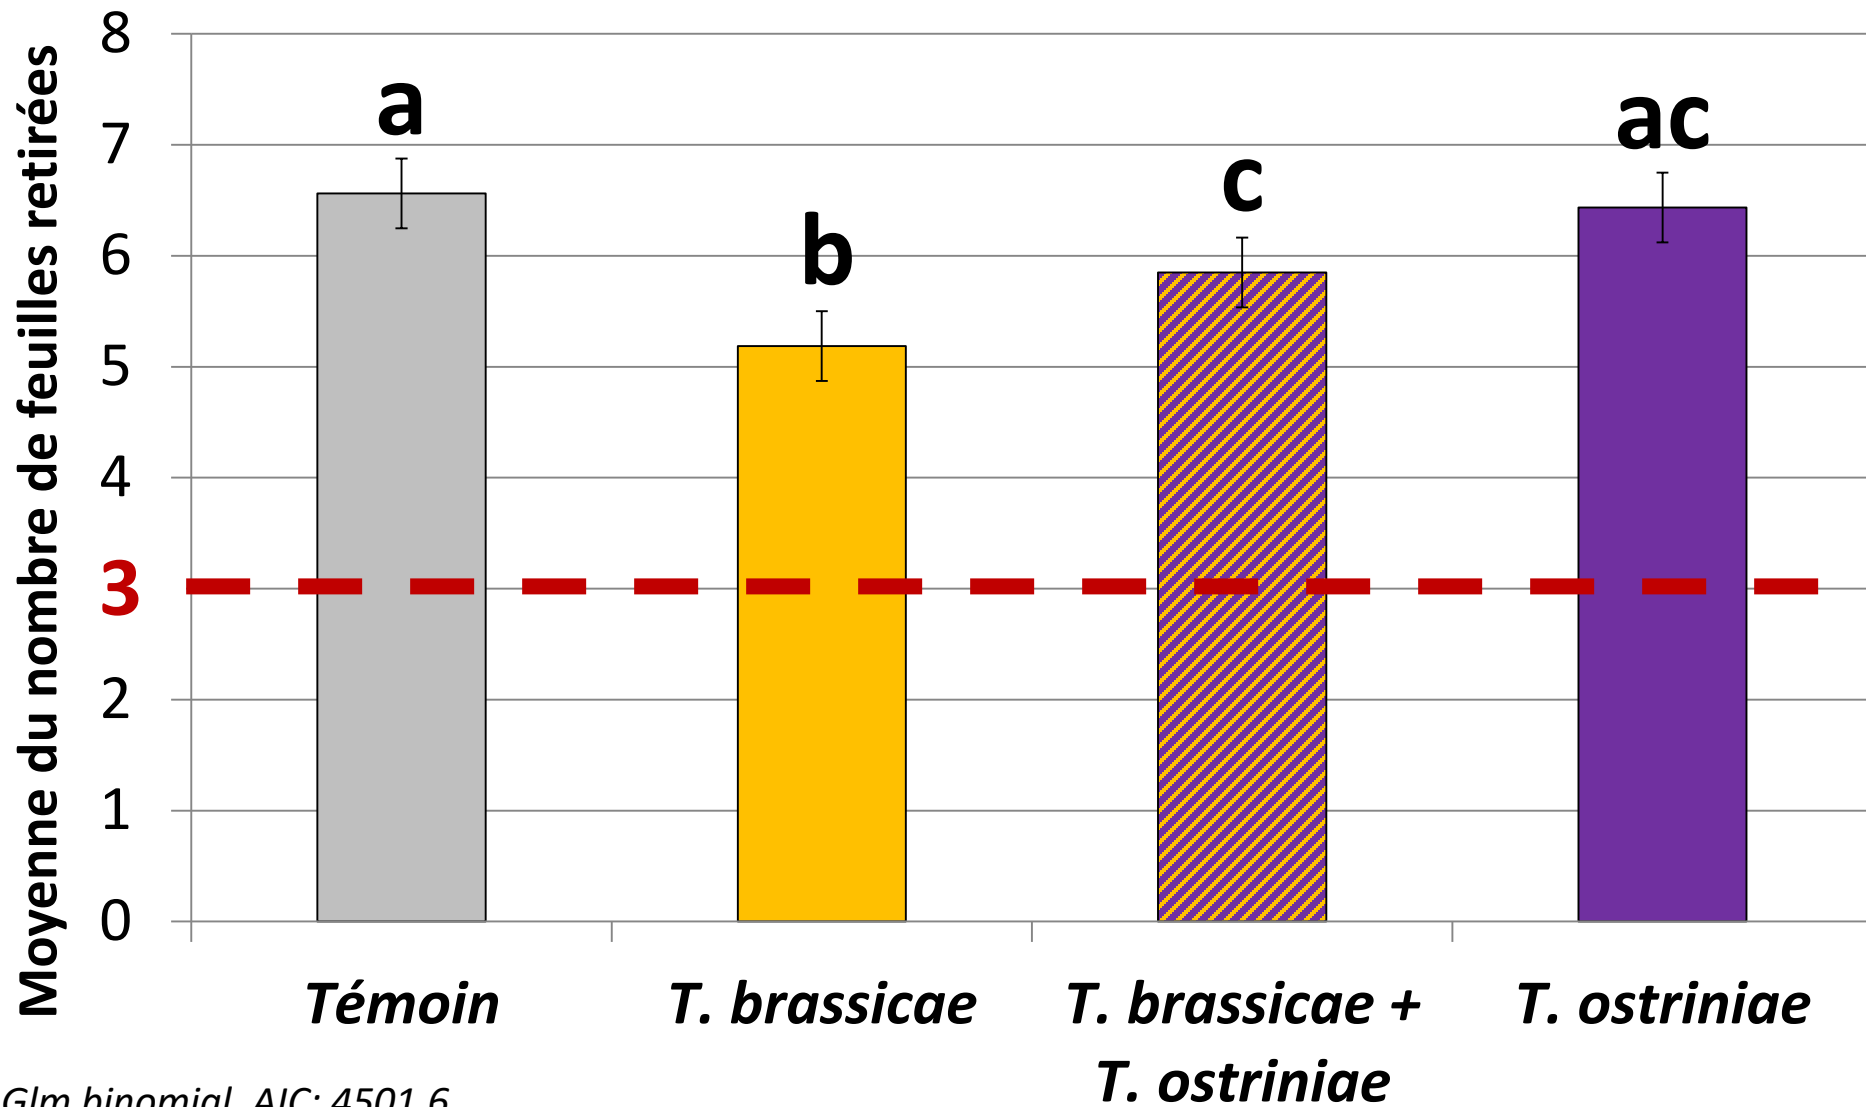 Moyenne du nombre de feuilles retirées
8
7
6
5
4
3
2
1
0
a
b
c
ac
Témoin
T. brassicae
T. brassicae +
T. ostriniae
T. ostriniae
Glm binomial, AIC: 4501,6